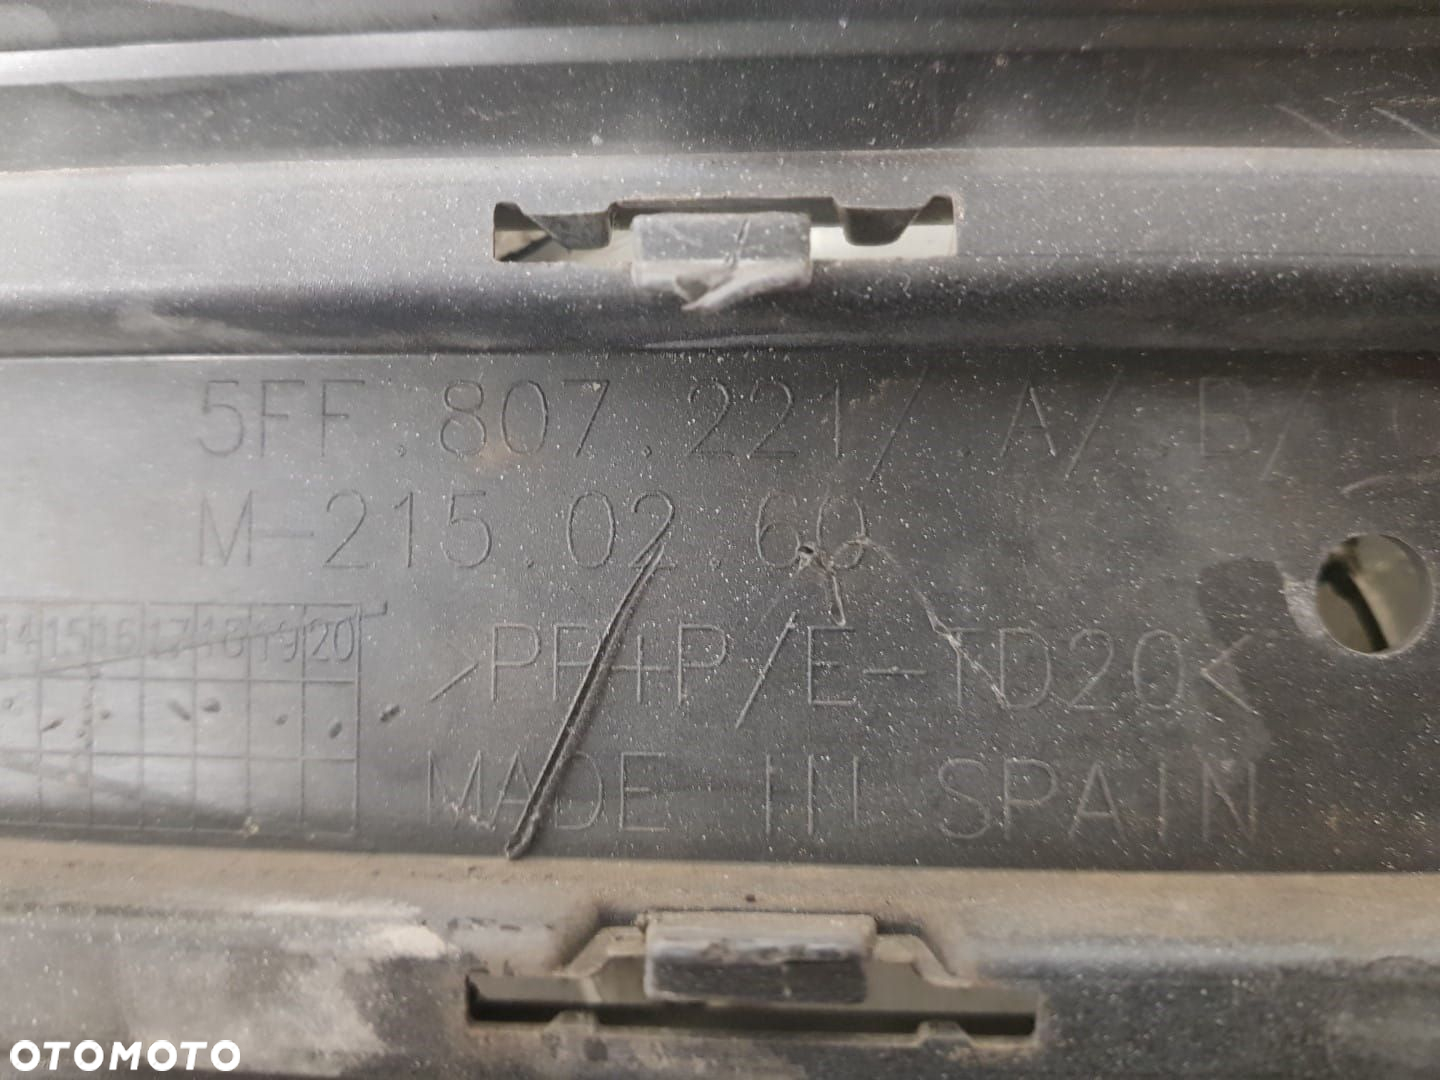 5FF.807.221/.A/.B/
M-215.02.60
14 15 16 17 18 19 20
>PP+P/E-TD20<
MADE IN SPAIN
OTOMOTO